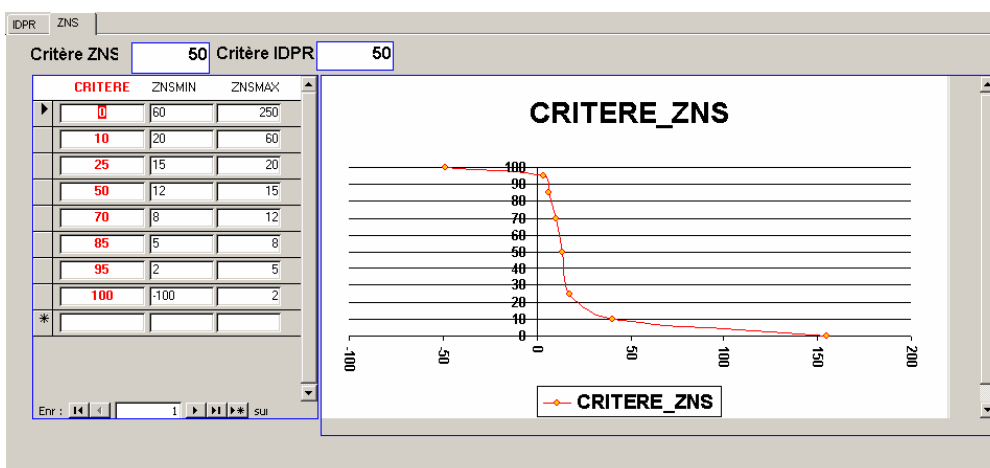 IDPR ZNS
Critère ZNS 50 Critère IDPR 50
CRITERE ZNSMIN ZNSMAX
0 60 250
10 20 60
25 15 20
50 12 15
70 8 12
85 5 8
95 2 5
100 -100 2
*
Enr : 1 sur
CRITERE_ZNS
100
90
80
70
60
50
40
30
20
10
0
-100 -50 0 50 100 150 200
CRITERE_ZNS